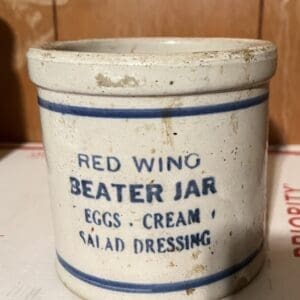 RED WING
BEATER JAR
EGGS · CREAM ·
SALAD DRESSING
PRIORITY